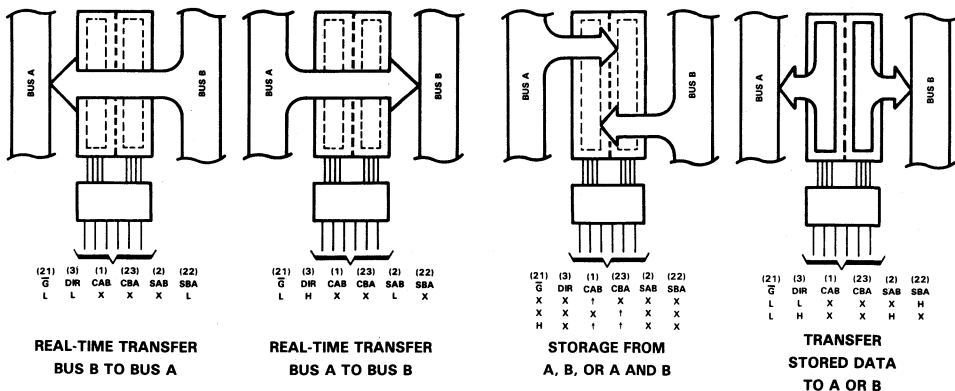 BUS A
BUS B
(21) (3) (1) (23) (2) (22)
G̅ DIR CAB CBA SAB SBA
L L X X X L
REAL-TIME TRANSFER
BUS B TO BUS A
BUS A
BUS B
(21) (3) (1) (23) (2) (22)
G̅ DIR CAB CBA SAB SBA
L H X X L X
REAL-TIME TRANSFER
BUS A TO BUS B
BUS A
BUS B
(21) (3) (1) (23) (2) (22)
G̅ DIR CAB CBA SAB SBA
X X ↑ X X X
X X X ↑ X X
H X ↑ ↑ X X
STORAGE FROM
A, B, OR A AND B
BUS A
BUS B
(21) (3) (1) (23) (2) (22)
G̅ DIR CAB CBA SAB SBA
L L X X X H
L H X X H X
TRANSFER
STORED DATA
TO A OR B